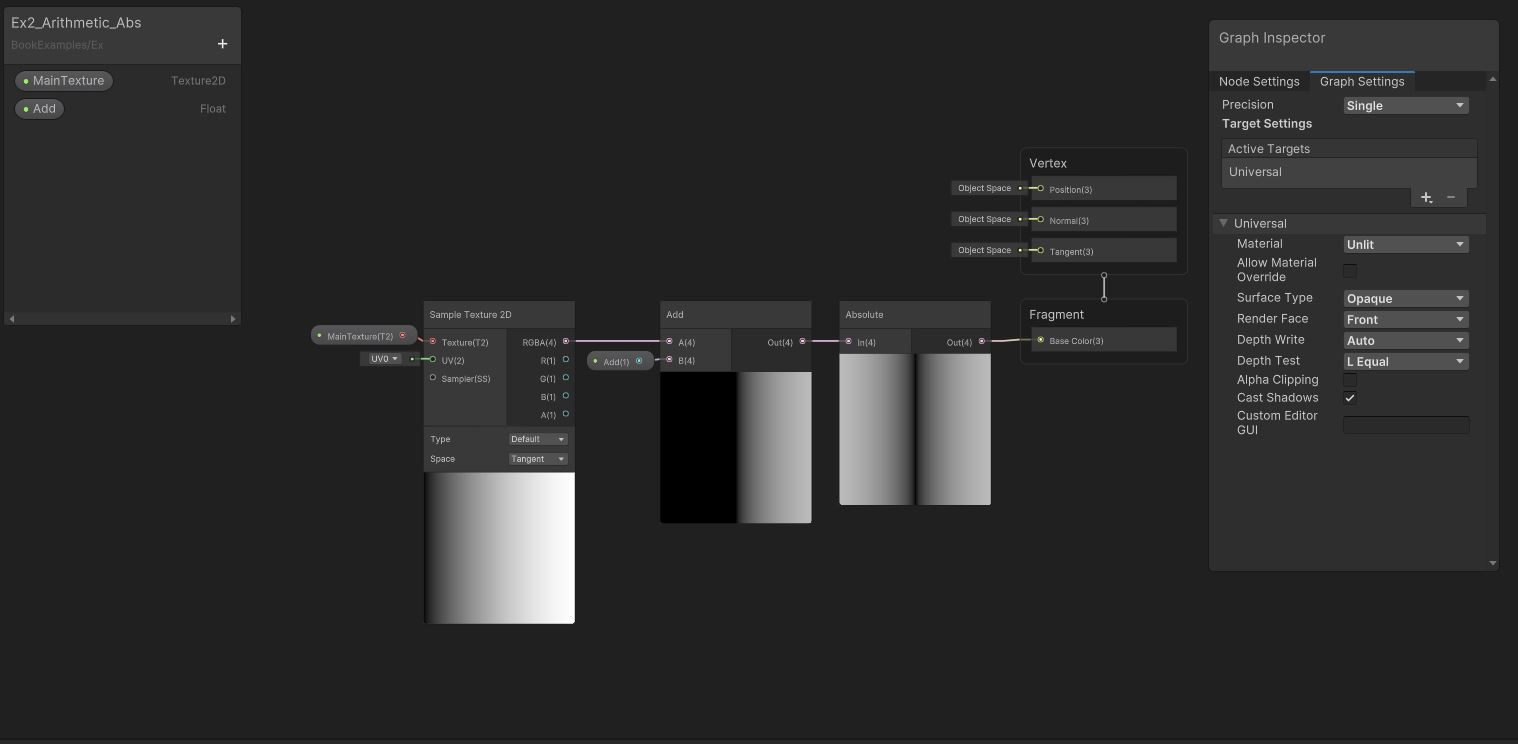 Ex2_Arithmetic_Abs
BookExamples/Ex
+
MainTexture Texture2D
Add Float
MainTexture(T2)
UV0
Sample Texture 2D
Texture(T2) RGBA(4)
UV(2) R(1)
Sampler(SS) G(1)
B(1)
A(1)
Type Default
Space Tangent
Add(1)
Add
A(4) Out(4)
B(4)
Absolute
In(4) Out(4)
Vertex
Object Space Position(3)
Object Space Normal(3)
Object Space Tangent(3)
Fragment
Base Color(3)
Graph Inspector
Node Settings Graph Settings
Precision Single
Target Settings
Active Targets
Universal
Universal
Material Unlit
Allow Material
Override
Surface Type Opaque
Render Face Front
Depth Write Auto
Depth Test L Equal
Alpha Clipping
Cast Shadows
Custom Editor
GUI